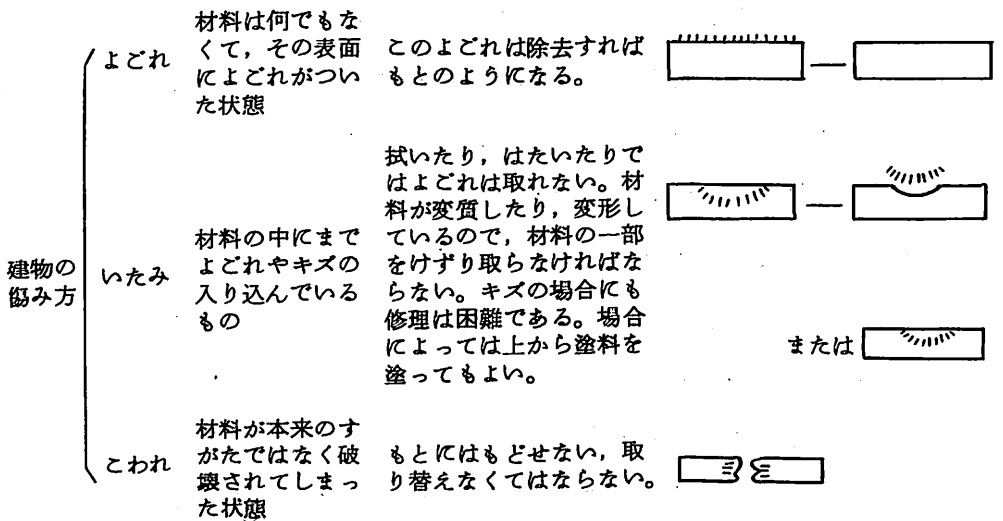 建物の
傷み方
よごれ
材料は何でもな
くて，その表面
によごれがつい
た状態
このよごれは除去すれば
もとのようになる。
いたみ
材料の中にまで
よごれやキズの
入り込んでいる
もの
拭いたり，はたいたりで
はよごれは取れない。材
料が変質したり，変形し
ているので，材料の一部
をけずり取らなければな
らない。キズの場合にも
修理は困難である。場合
によっては上から塗料を
塗ってもよい。
または
こわれ
材料が本来のす
がたではなく破
壊されてしまっ
た状態
もとにはもどせない，取
り替えなくてはならない。